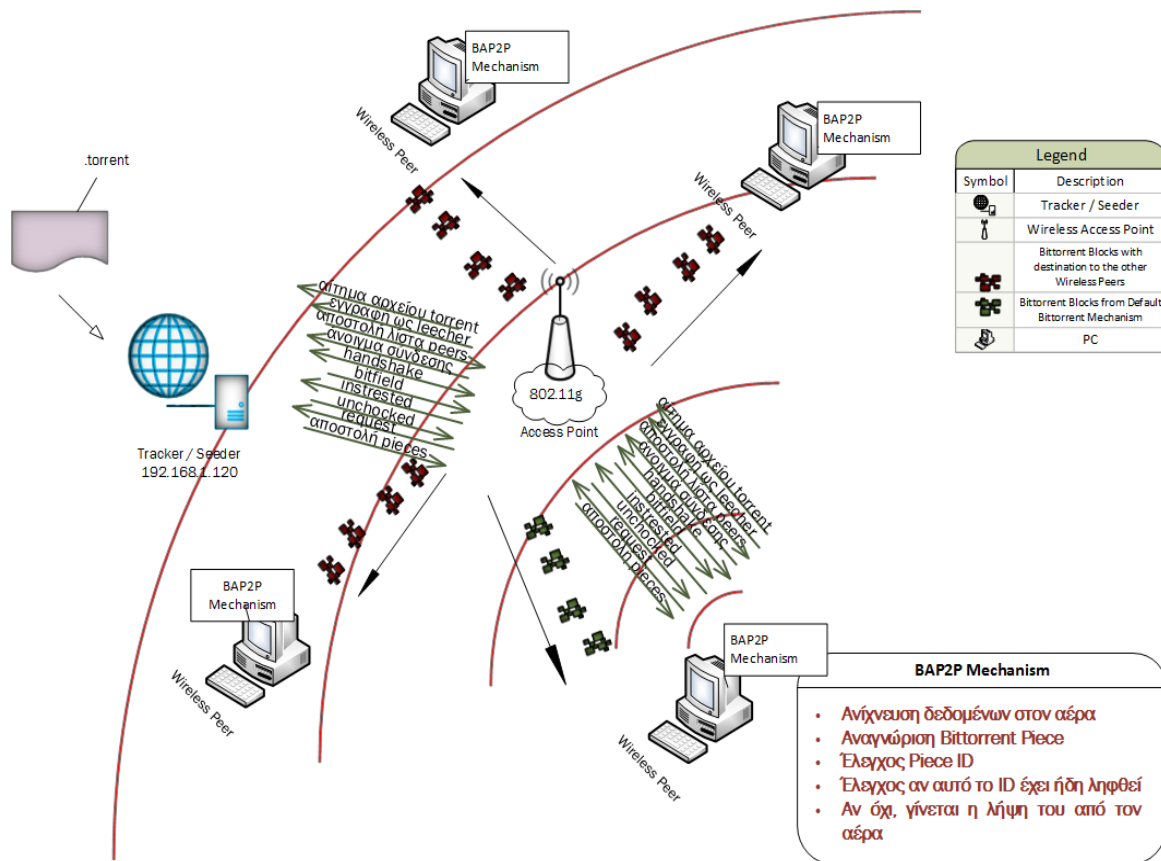 BAP2P
Mechanism
Wireless Peer
BAP2P
Mechanism
Wireless Peer
.torrent
Legend
Symbol Description
Tracker / Seeder
Wireless Access Point
Bittorrent Blocks with
destination to the other
Wireless Peers
Bittorrent Blocks from Default
Bittorrent Mechanism
PC
αίτημα αρχείου torrent
εγγραφή ως leecher
αποστολή λίστα peers
άνοιγμα σύνδεσης
handshake
bitfield
instrested
unchocked
request
αποστολή pieces
802.11g
Access Point
Tracker / Seeder
192.168.1.120
αίτημα αρχείου torrent
εγγραφή ως leecher
αποστολή λίστα peers
άνοιγμα σύνδεσης
handshake
bitfield
instrested
unchocked
request
αποστολή pieces
BAP2P
Mechanism
Wireless Peer
BAP2P
Mechanism
Wireless Peer
BAP2P Mechanism
• Ανίχνευση δεδομένων στον αέρα
• Αναγνώριση Bittorrent Piece
• Έλεγχος Piece ID
• Έλεγχος αν αυτό το ID έχει ήδη ληφθεί
• Αν όχι, γίνεται η λήψη του από τον
αέρα